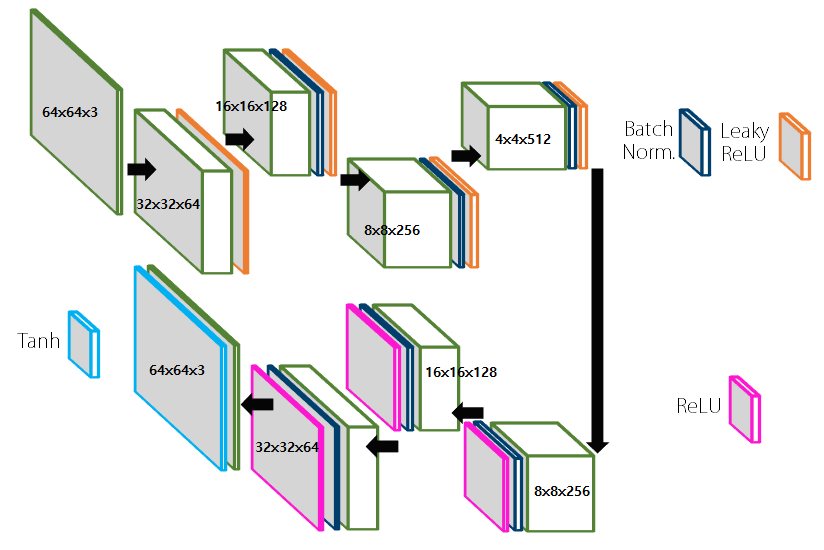 64x64x3
32x32x64
16x16x128
8x8x256
4x4x512
Batch
Norm.
Leaky
ReLU
Tanh
64x64x3
32x32x64
16x16x128
8x8x256
ReLU